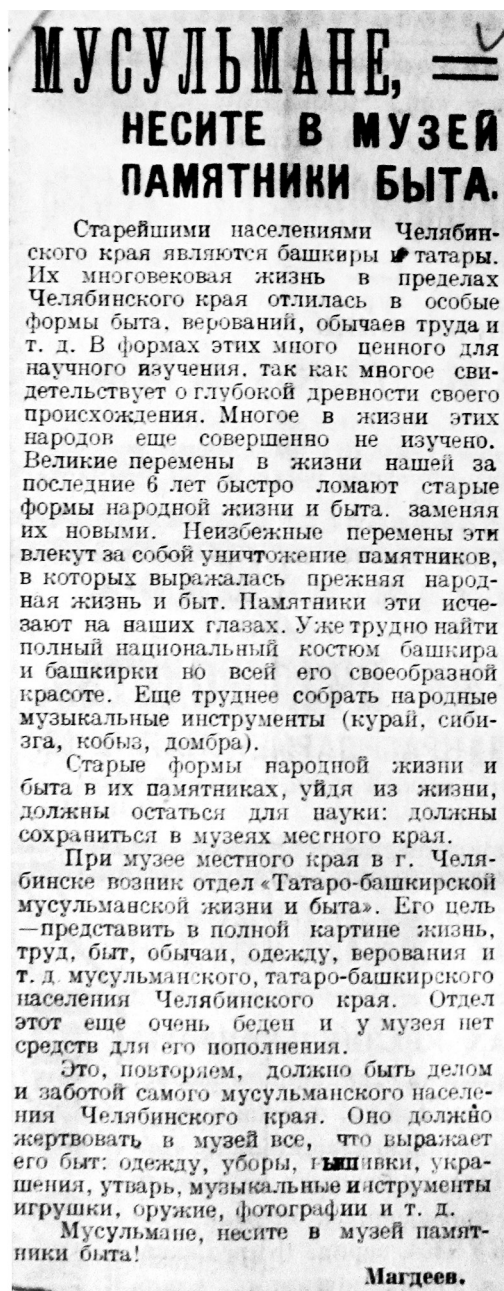 МУСУЛЬМАНЕ,
НЕСИТЕ В МУЗЕЙ
ПАМЯТНИКИ БЫТА.
Старейшими населениями Челябин-
ского края являются башкиры и татары.
Их многовековая жизнь в пределах
Челябинского края отлилась в особые
формы быта, верований, обычаев труда и
т. д. В формах этих много ценного для
научного изучения, так как многое сви-
детельствует о глубокой древности своего
происхождения. Многое в жизни этих
народов еще совершенно не изучено.
Великие перемены в жизни нашей за
последние 6 лет быстро ломают старые
формы народной жизни и быта. заменяя
их новыми. Неизбежные перемены эти
влекут за собой уничтожение памятников,
в которых выражалась прежняя народ-
ная жизнь и быт. Памятники эти исче-
зают на наших глазах. Уже трудно найти
полный национальный костюм башкира
и башкирки во всей его своеобразной
красоте. Еще труднее собрать народные
музыкальные инструменты (курай, сиби-
зга, кобыз, домбра).
Старые формы народной жизни и
быта в их памятниках, уйдя из жизни,
должны остаться для науки: должны
сохраниться в музеях местного края.
При музее местного края в г. Челя-
бинске возник отдел «Татаро-башкирской
мусульманской жизни и быта». Его цель
—представить в полной картине жизнь,
труд, быт, обычаи, одежду, верования и
т. д. мусульманского, татаро-башкирского
населения Челябинского края. Отдел
этот еще очень беден и у музея нет
средств для его пополнения.
Это, повторяем, должно быть делом
и заботой самого мусульманского населе-
ния Челябинского края. Оно должно
жертвовать в музей все, что выражает
его быт: одежду, уборы, вышивки, укра-
шения, утварь, музыкальные инструменты
игрушки, оружие, фотографии и т. д.
Мусульмане, несите в музей памят-
ники быта!
Магдеев.